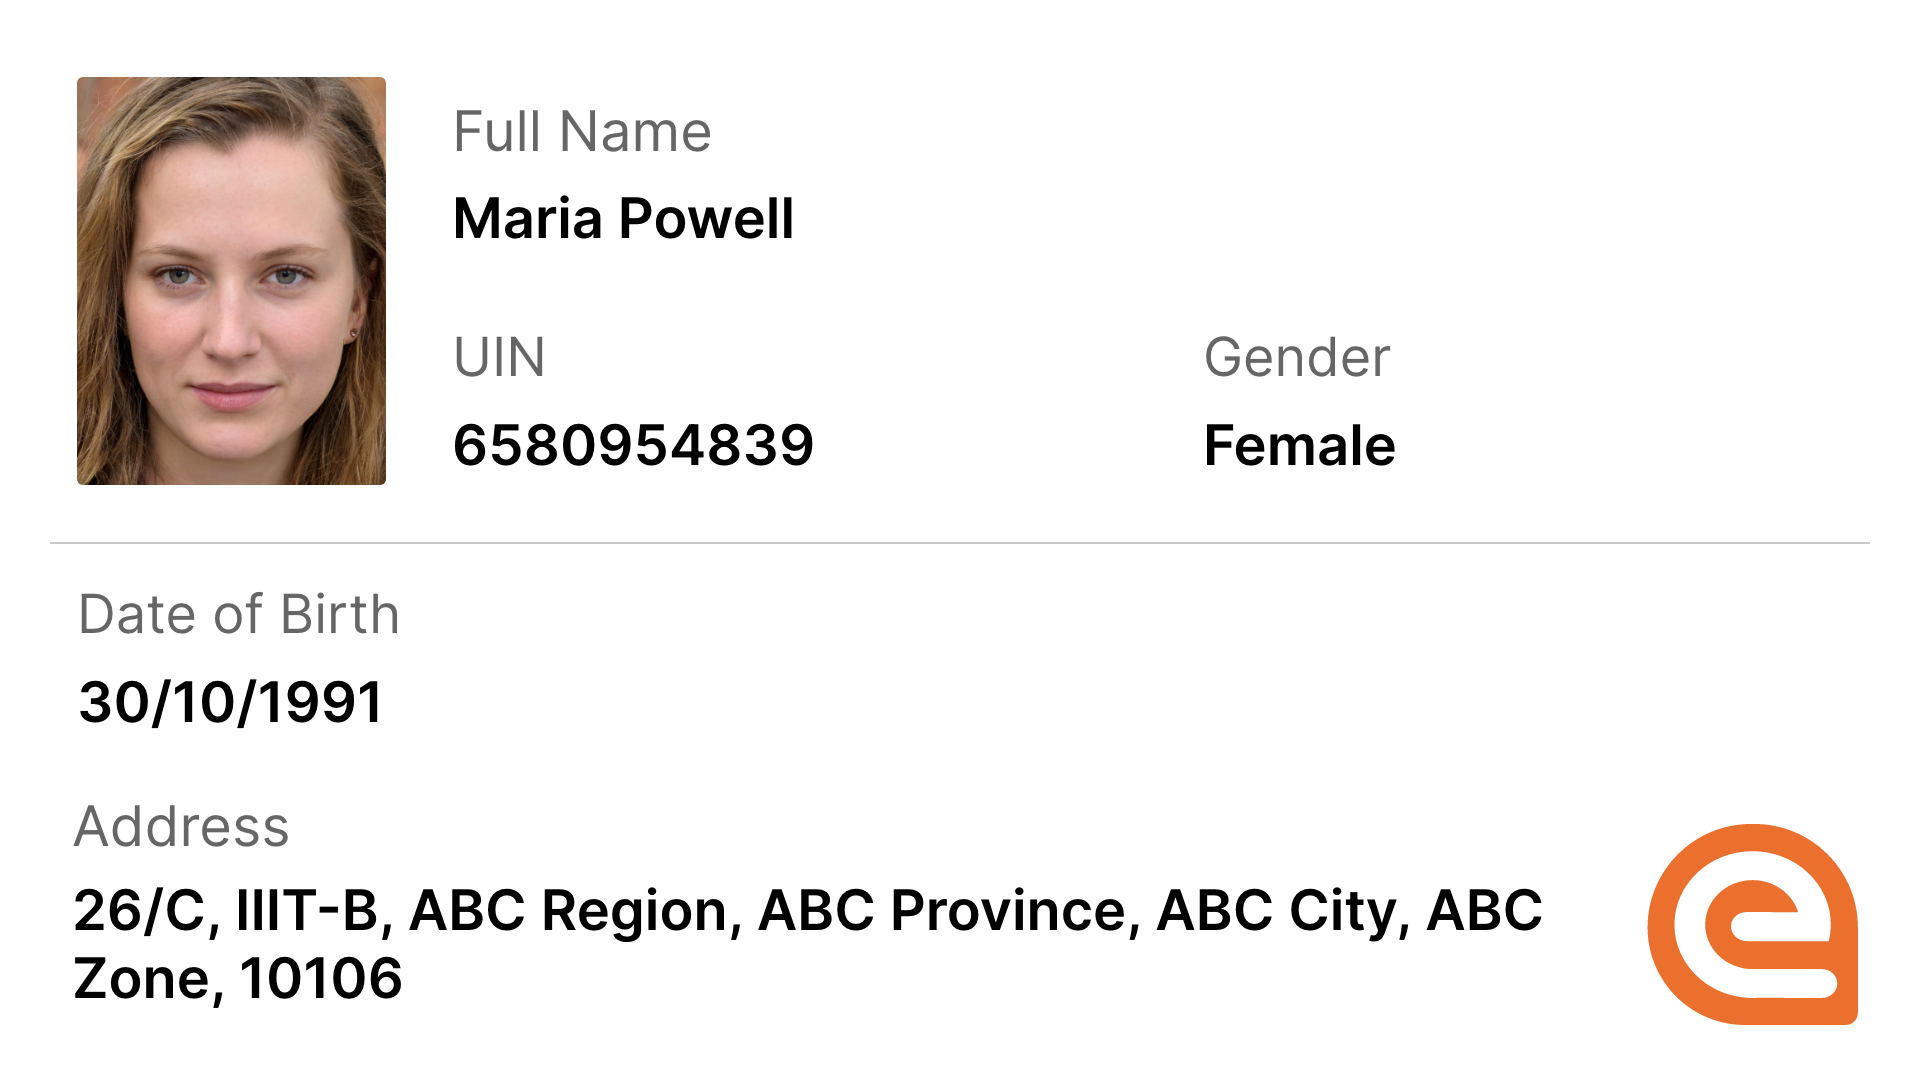 Full Name
Maria Powell
UIN
Gender
6580954839
Female
Date of Birth
30/10/1991
Address
26/C, IIIT-B, ABC Region, ABC Province, ABC City, ABC
Zone, 10106